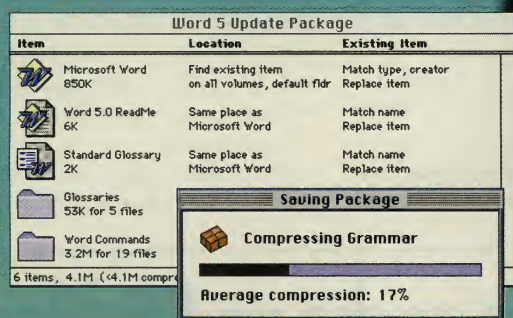 Word 5 Update Package
Item Location Existing Item
Microsoft Word Find existing item Match type, creator
850K on all volumes, default fldr Replace item
Word 5.0 ReadMe Same place as Match name
6K Microsoft Word Replace item
Standard Glossary Same place as Match name
2K Microsoft Word Replace item
Glossaries
53K for 5 files
Word Commands
3.2M for 19 files
6 items, 4.1M (<4.1M compre
Saving Package
Compressing Grammar
Average compression: 17%